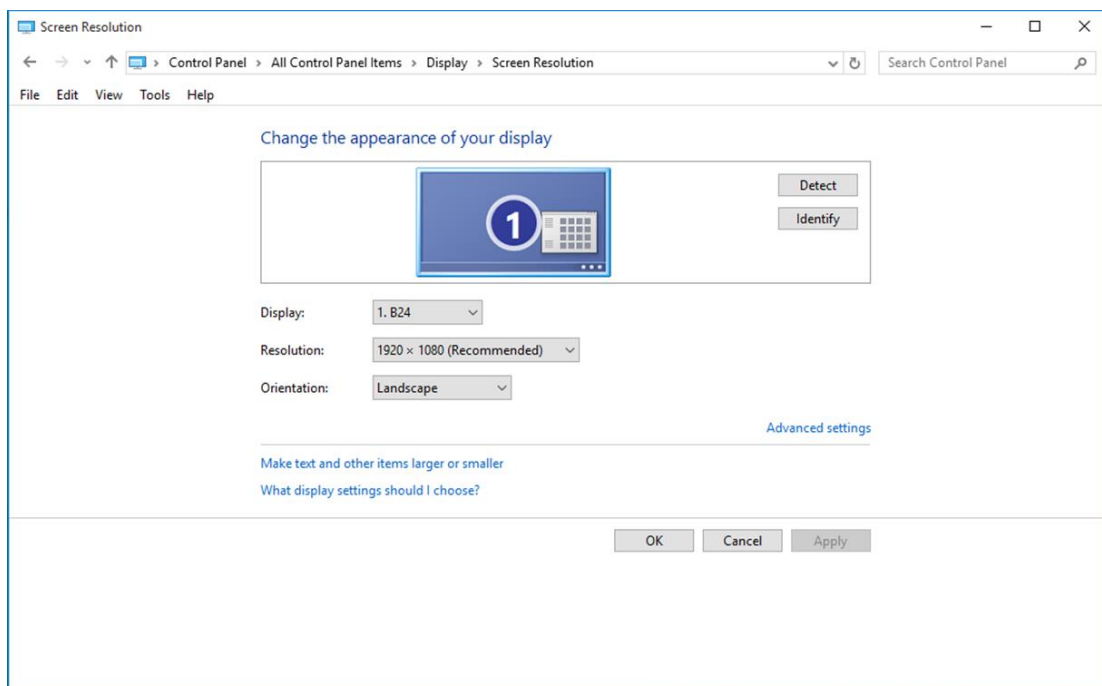 Screen Resolution
Control Panel > All Control Panel Items > Display > Screen Resolution
Search Control Panel
File Edit View Tools Help
Change the appearance of your display
1
Detect
Identify
Display: 1. B24
Resolution: 1920 × 1080 (Recommended)
Orientation: Landscape
Advanced settings
Make text and other items larger or smaller
What display settings should I choose?
OK Cancel Apply